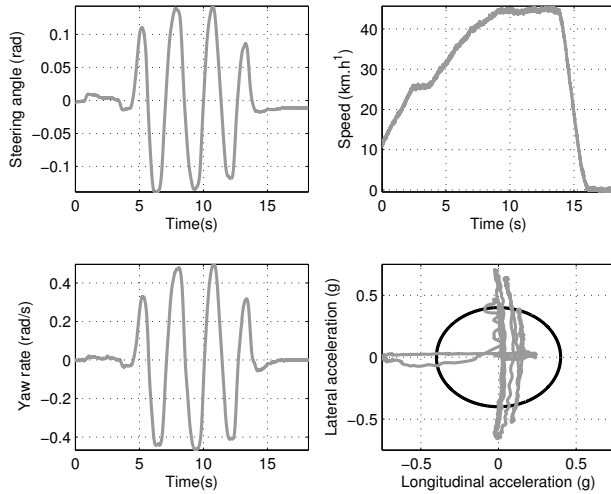 0.1
0.05
0
−0.05
−0.1
Steering angle (rad)
0 5 10 15
Time(s)
40
30
20
10
0
Speed (km.h¹)
0 5 10 15
Time (s)
0.4
0.2
0
−0.2
−0.4
Yaw rate (rad/s)
0 5 10 15
Time(s)
0.5
0
−0.5
Lateral acceleration (g)
−0.5 0 0.5
Longitudinal acceleration (g)